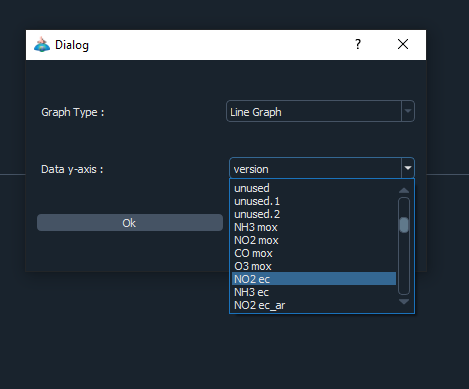 Dialog
?
Graph Type :
Line Graph
Data y-axis :
version
unused
unused.1
unused.2
NH3 mox
NO2 mox
CO mox
O3 mox
NO2 ec
NH3 ec
NO2 ec_ar
Ok